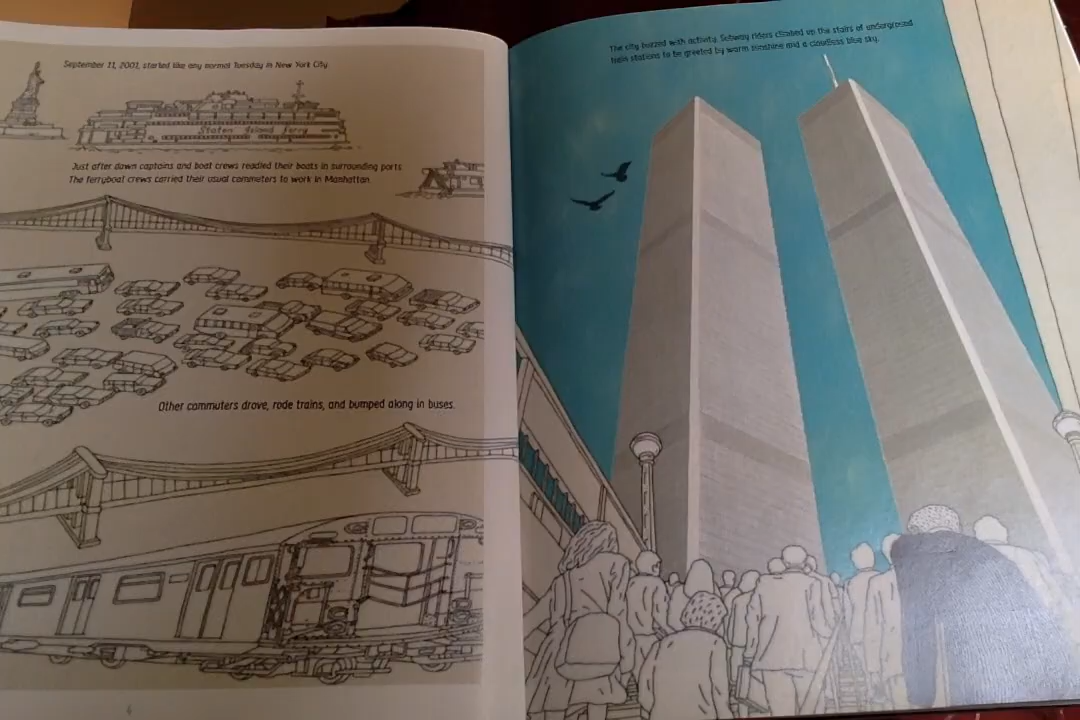 September 11, 2001, started like any normal Tuesday in New York City.
Staten Island Ferry
Just after dawn captains and boat crews readied their boats in surrounding ports
The ferryboat crews carried their usual commuters to work in Manhattan.
Other commuters drove, rode trains, and bumped along in buses.
4
The city buzzed with activity. Subway riders climbed up the stairs of underground
train stations to be greeted by warm sunshine and a cloudless blue sky.